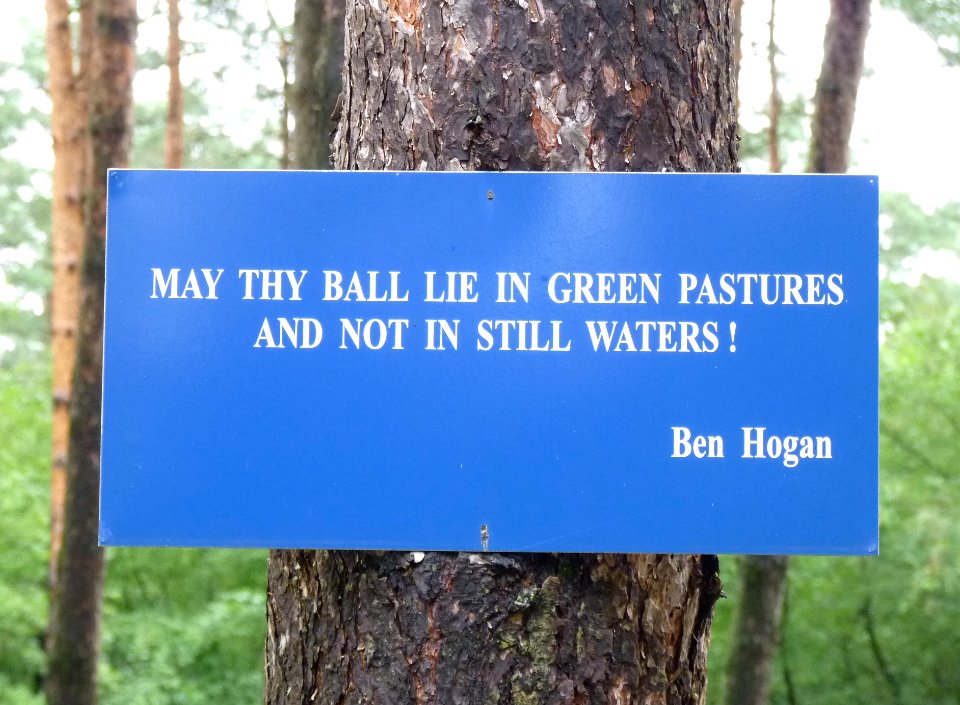 MAY THY BALL LIE IN GREEN PASTURES
AND NOT IN STILL WATERS !
Ben Hogan